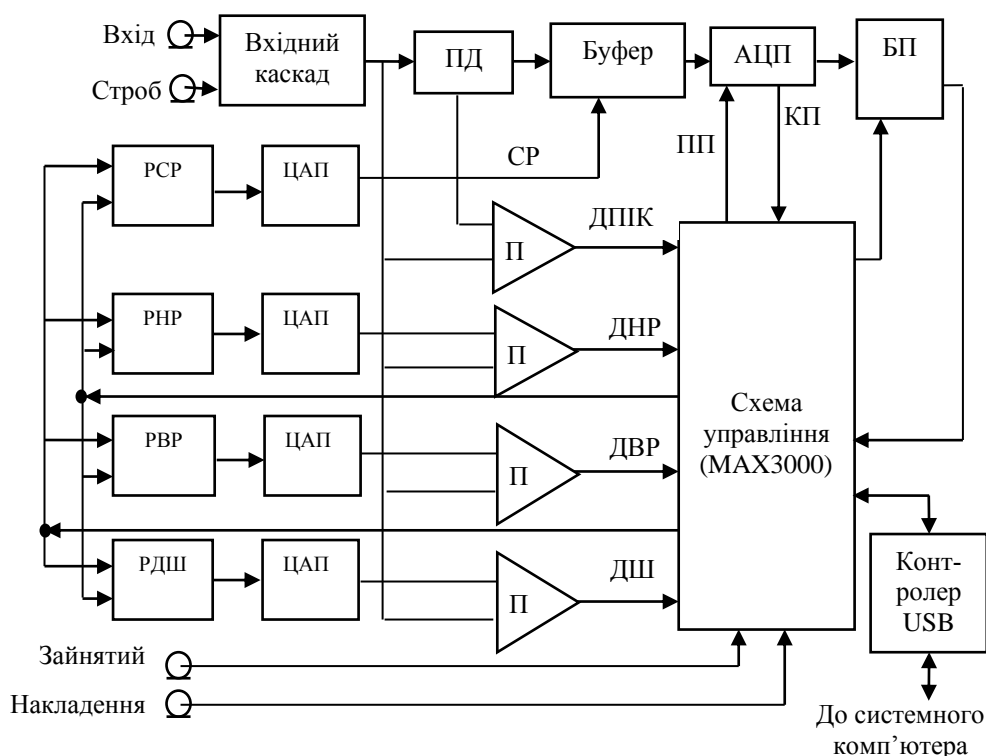 Вхід
Строб
Вхідний
каскад
ПД
Буфер
АЦП
БП
КП
ПП
СР
РСР
ЦАП
П
ДПІК
РНР
ЦАП
П
ДНР
РВР
ЦАП
П
ДВР
РДШ
ЦАП
П
ДШ
Схема
управління
(MAX3000)
Конт-
ролер
USB
Зайнятий
Накладення
До системного
комп’ютера